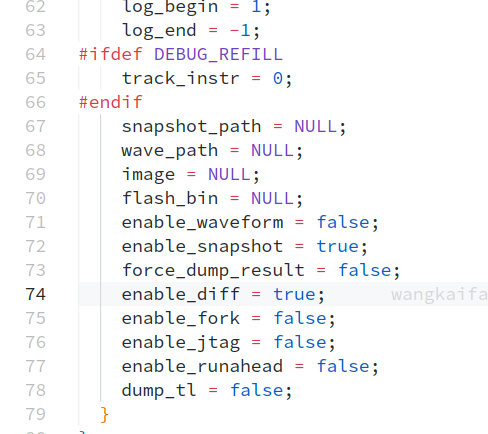 62 log_begin = 1;
63 log_end = -1;
64 #ifdef DEBUG_REFILL
65 track_instr = 0;
66 #endif
67 snapshot_path = NULL;
68 wave_path = NULL;
69 image = NULL;
70 flash_bin = NULL;
71 enable_waveform = false;
72 enable_snapshot = true;
73 force_dump_result = false;
74 enable_diff = true; wangkaifa
75 enable_fork = false;
76 enable_jtag = false;
77 enable_runahead = false;
78 dump_tl = false;
79 }